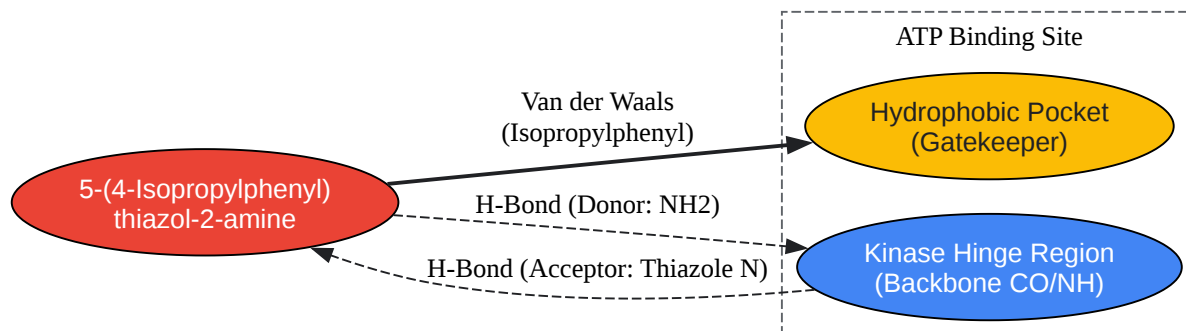 ATP Binding Site
Van der Waals
(Isopropylphenyl)
Hydrophobic Pocket
(Gatekeeper)
5-(4-Isopropylphenyl)
thiazol-2-amine
H-Bond (Donor: NH2)
Kinase Hinge Region
(Backbone CO/NH)
H-Bond (Acceptor: Thiazole N)